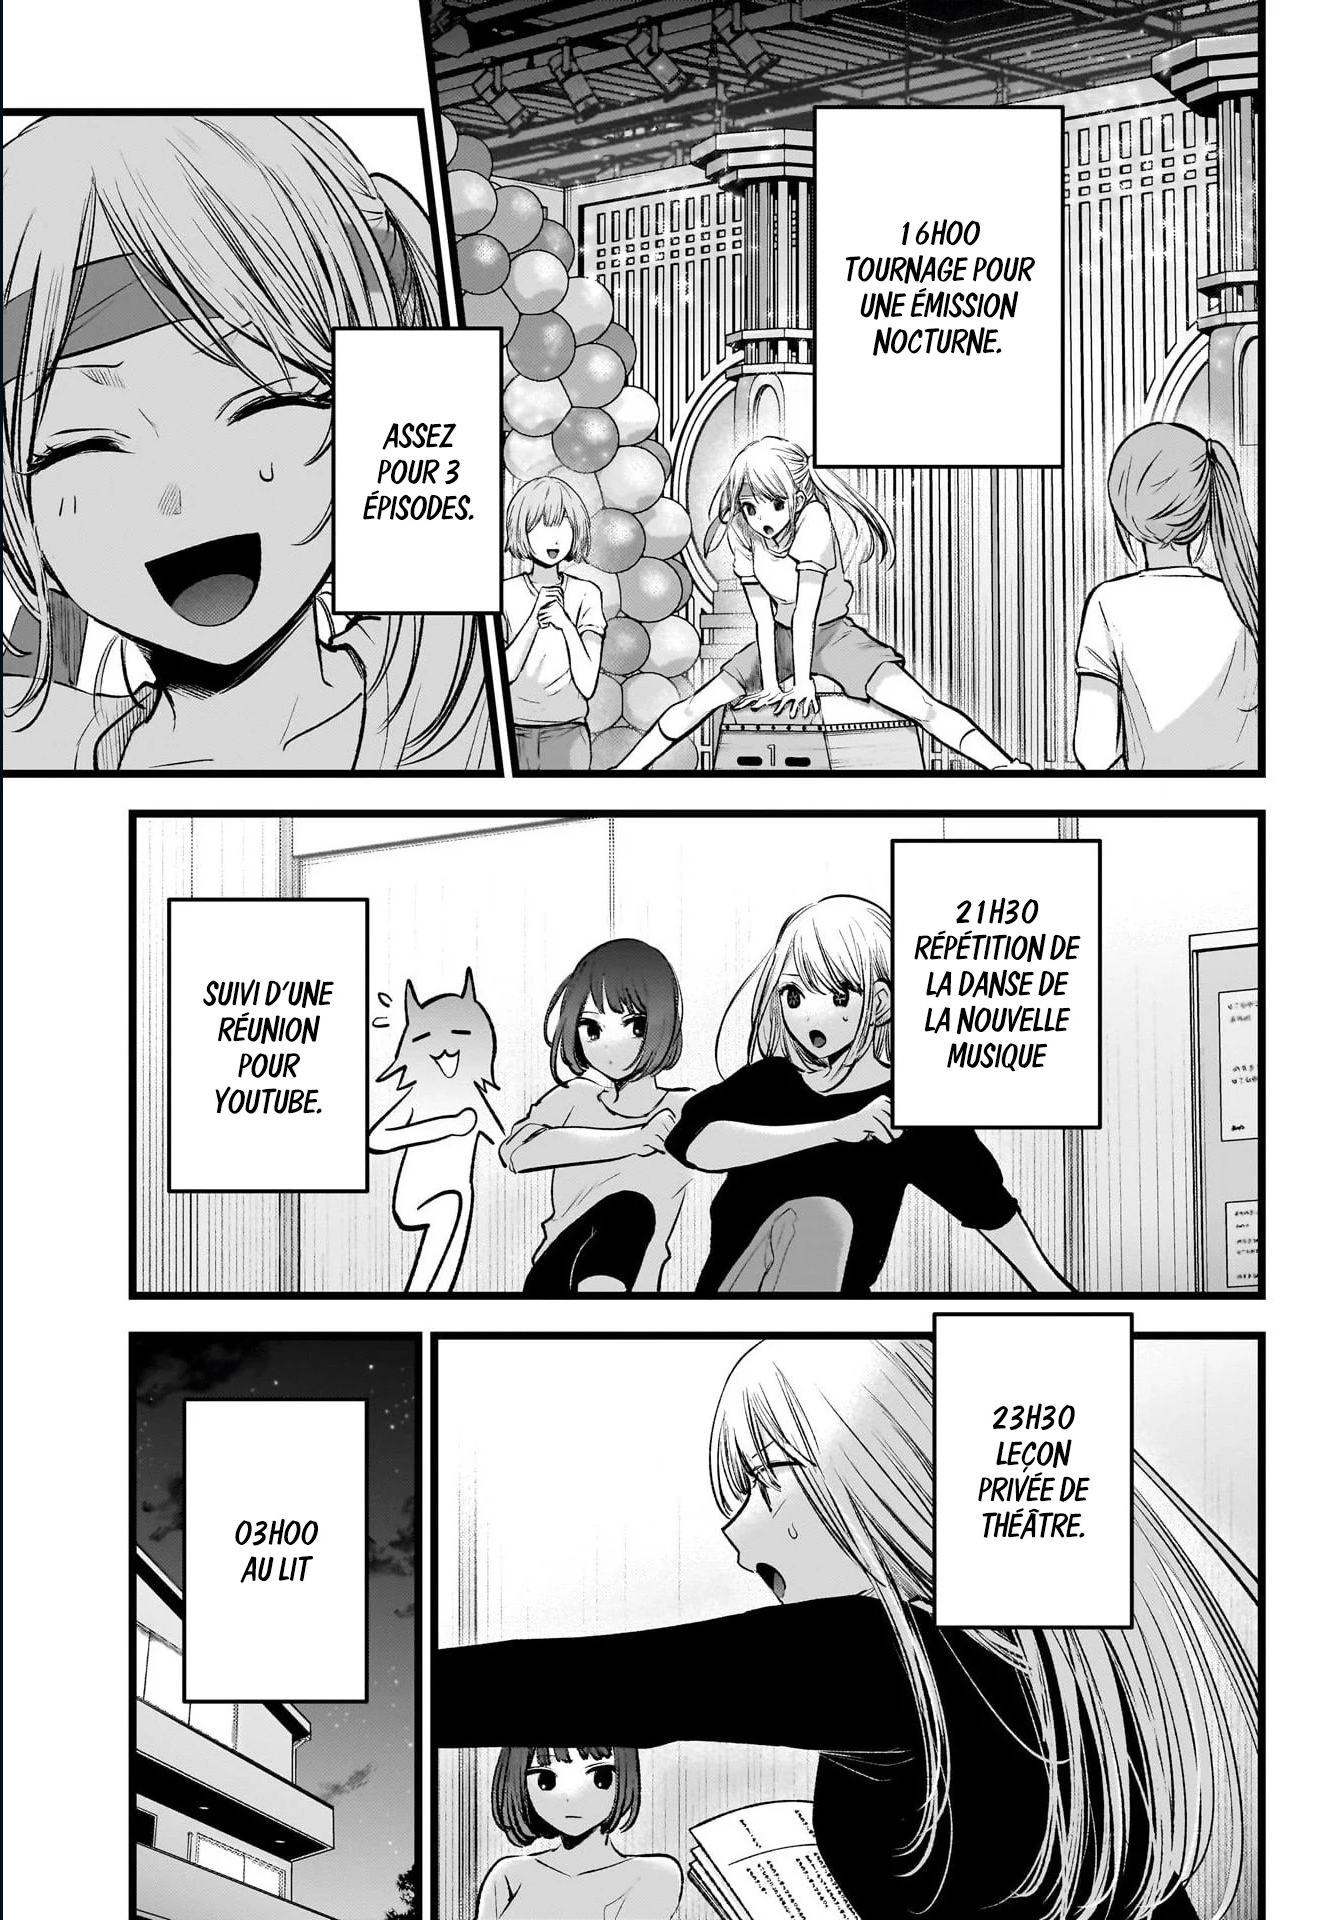 16H00
TOURNAGE POUR
UNE ÉMISSION
NOCTURNE.
ASSEZ
POUR 3
ÉPISODES.
1
21H30
RÉPÉTITION DE
LA DANSE DE
LA NOUVELLE
MUSIQUE
SUIVI D'UNE
RÉUNION
POUR
YOUTUBE.
23H30
LEÇON
PRIVÉE DE
THÉÂTRE.
03H00
AU LIT